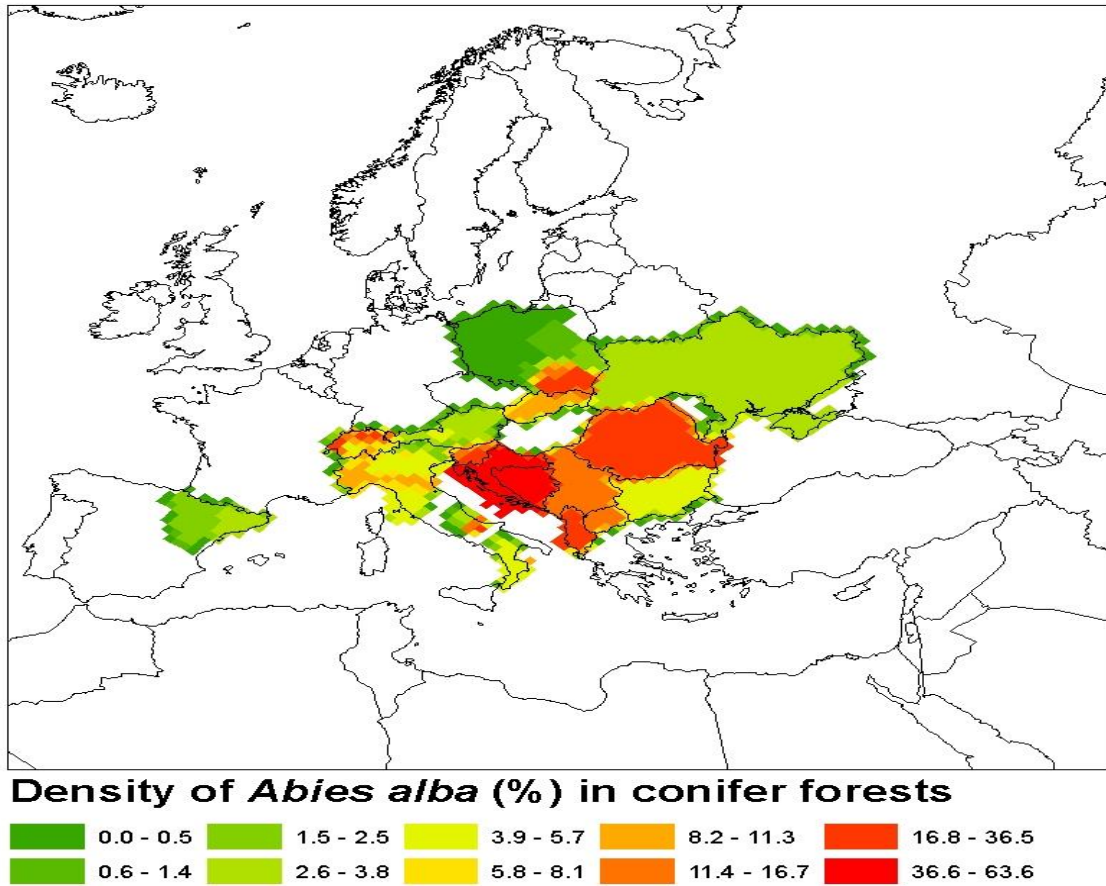 Density of Abies alba (%) in conifer forests
0.0 - 0.5 1.5 - 2.5 3.9 - 5.7 8.2 - 11.3 16.8 - 36.5
0.6 - 1.4 2.6 - 3.8 5.8 - 8.1 11.4 - 16.7 36.6 - 63.6